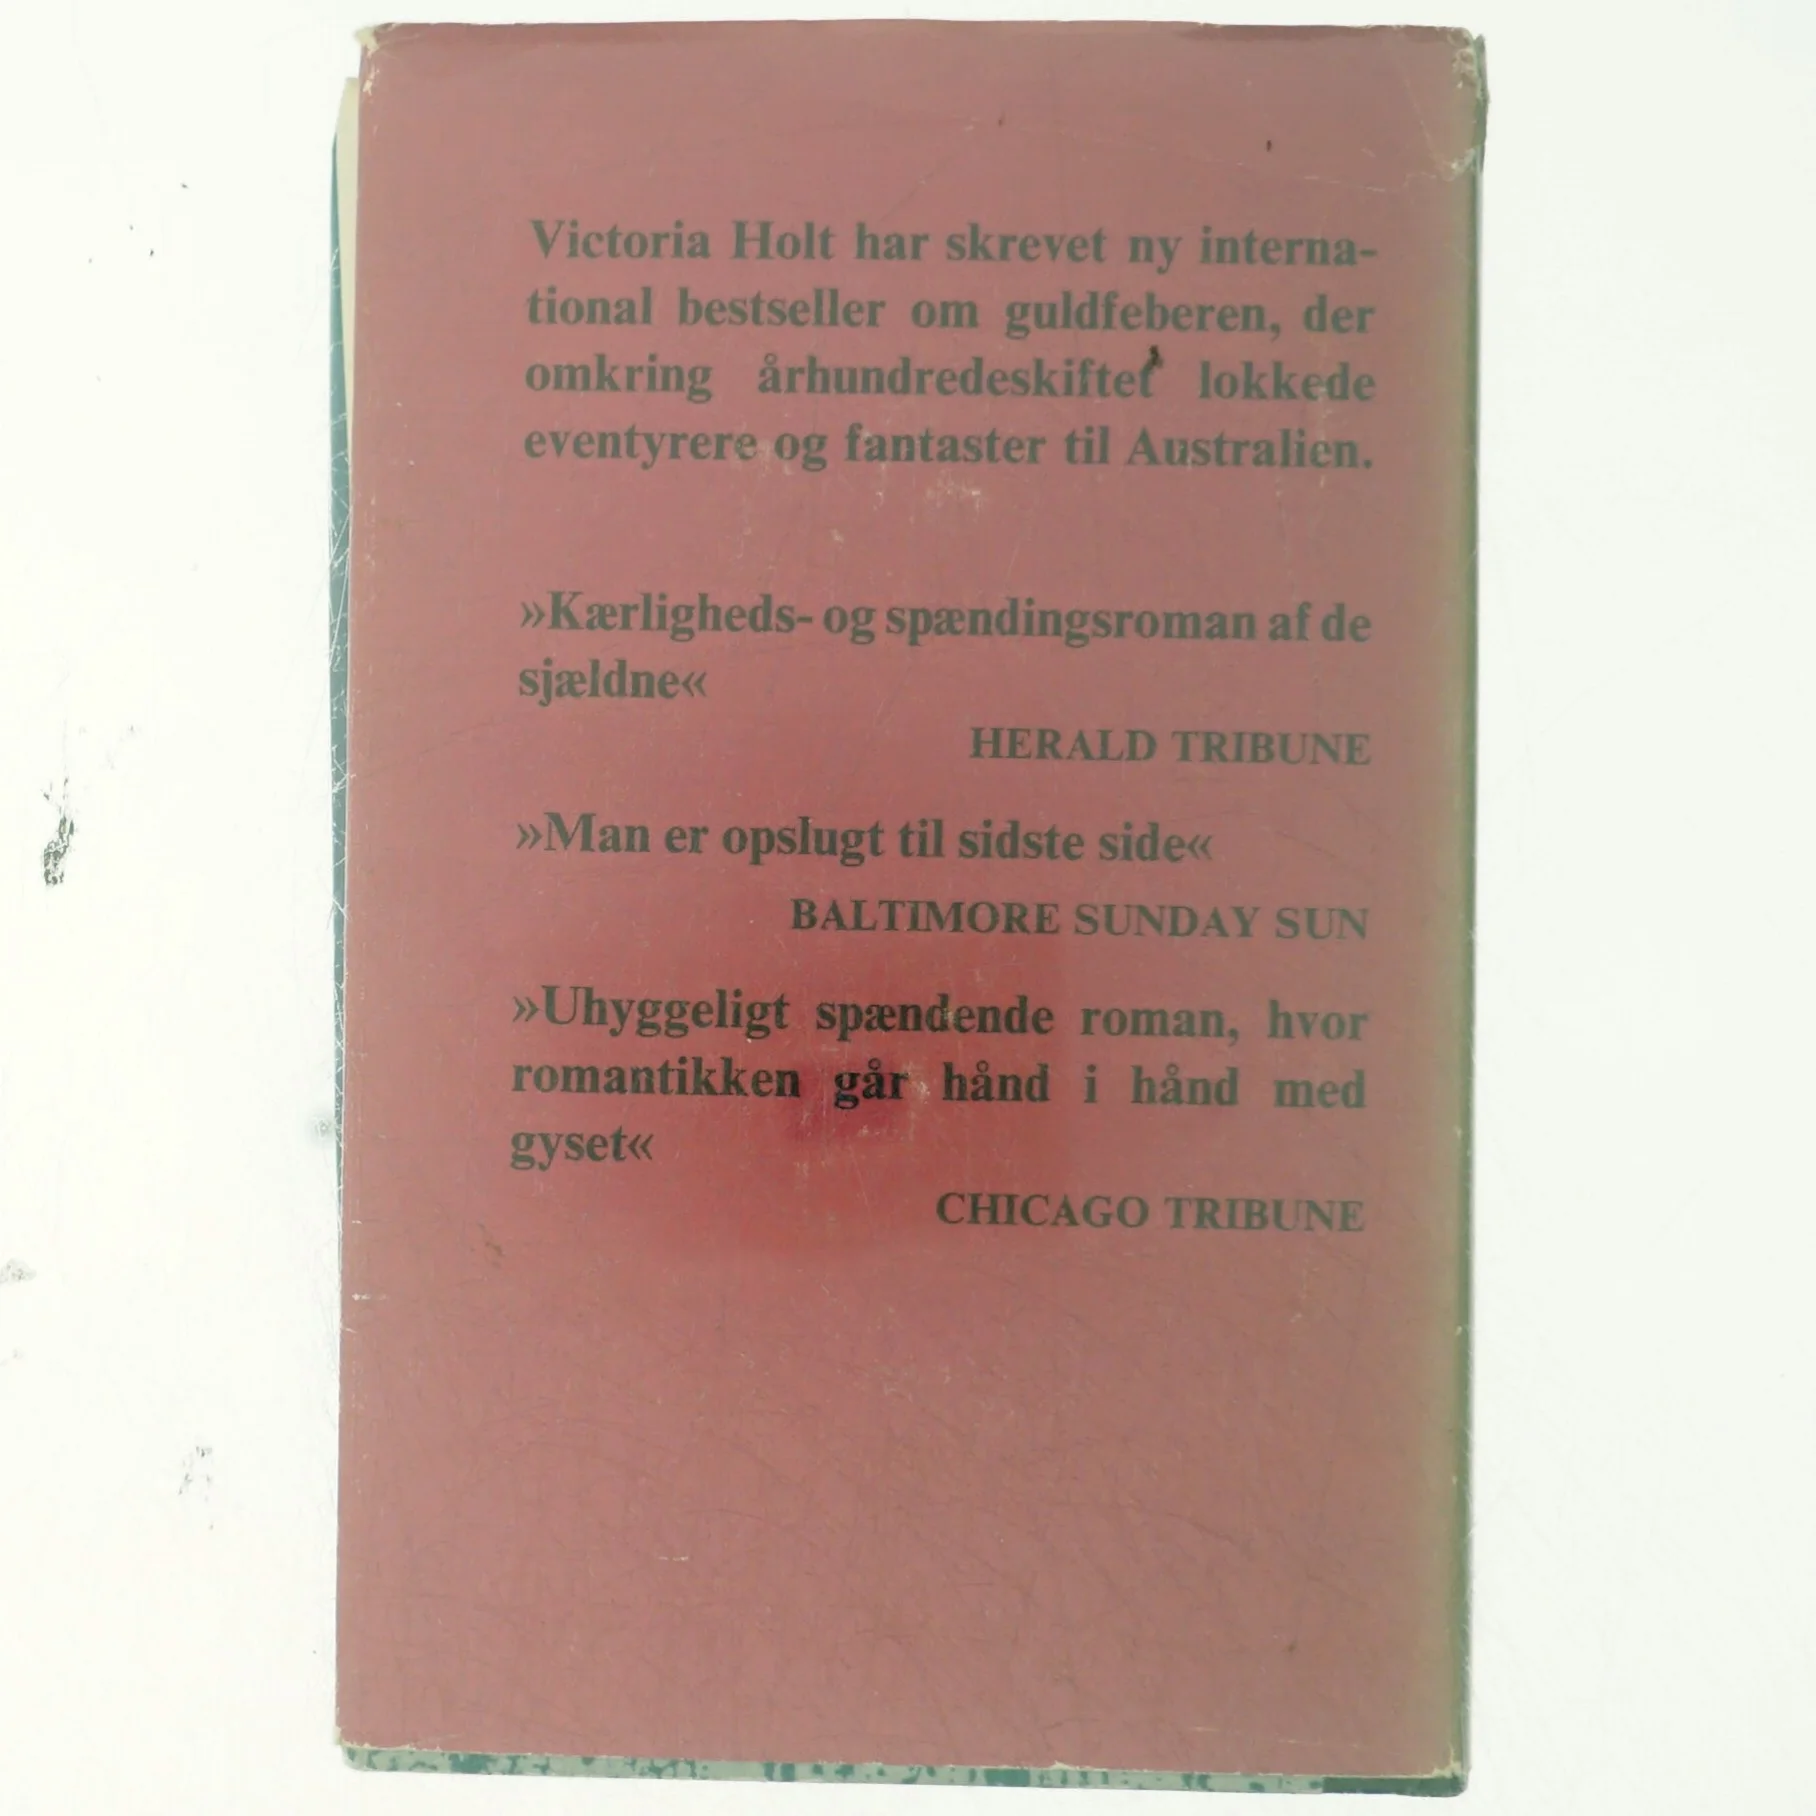 Victoria Holt har skrevet ny interna-
tional bestseller om guldfeberen, der
omkring århundredeskiftet lokkede
eventyrere og fantaster til Australien.
»Kærligheds- og spændingsroman af de
sjældne«
HERALD TRIBUNE
»Man er opslugt til sidste side«
BALTIMORE SUNDAY SUN
»Uhyggeligt spændende roman, hvor
romantikken går hånd i hånd med
gyset«
CHICAGO TRIBUNE